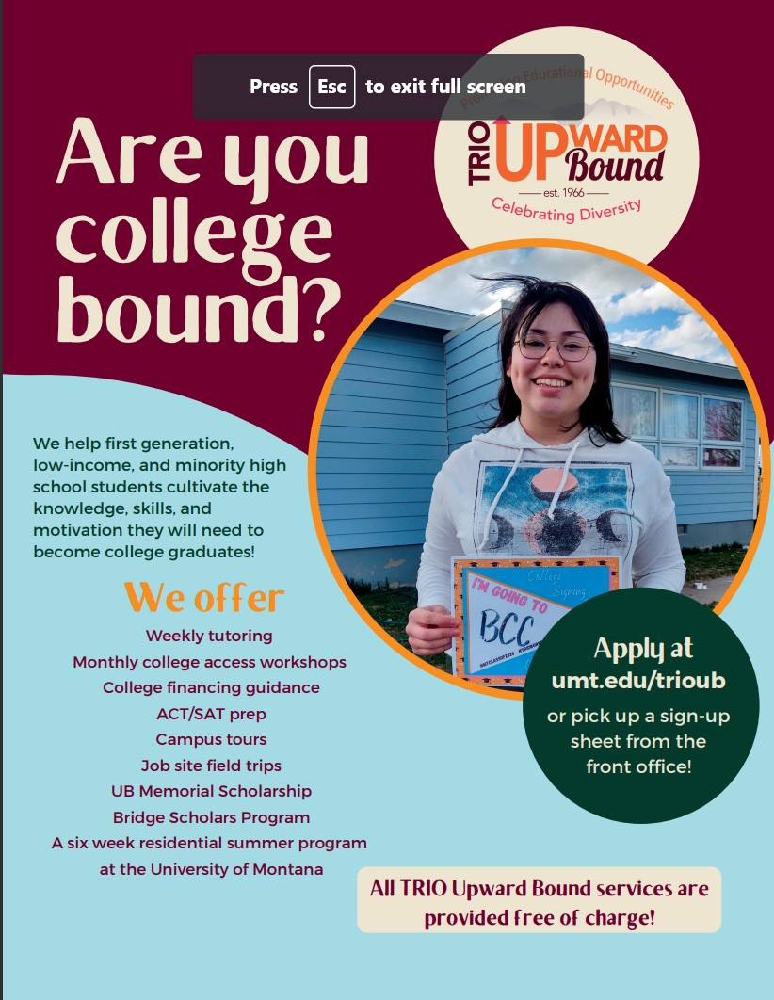 Press Esc to exit full screen
Promoting Educational Opportunities
TRIO
UPWARD
Bound
est. 1966
Celebrating Diversity
Are you
college
bound?
We help first generation,
low-income, and minority high
school students cultivate the
knowledge, skills, and
motivation they will need to
become college graduates!
We offer
Weekly tutoring
Monthly college access workshops
College financing guidance
ACT/SAT prep
Campus tours
Job site field trips
UB Memorial Scholarship
Bridge Scholars Program
A six week residential summer program
at the University of Montana
College
Signing
I'M GOING TO
BCC
Apply at
umt.edu/trioub
or pick up a sign-up
sheet from the
front office!
All TRIO Upward Bound services are
provided free of charge!